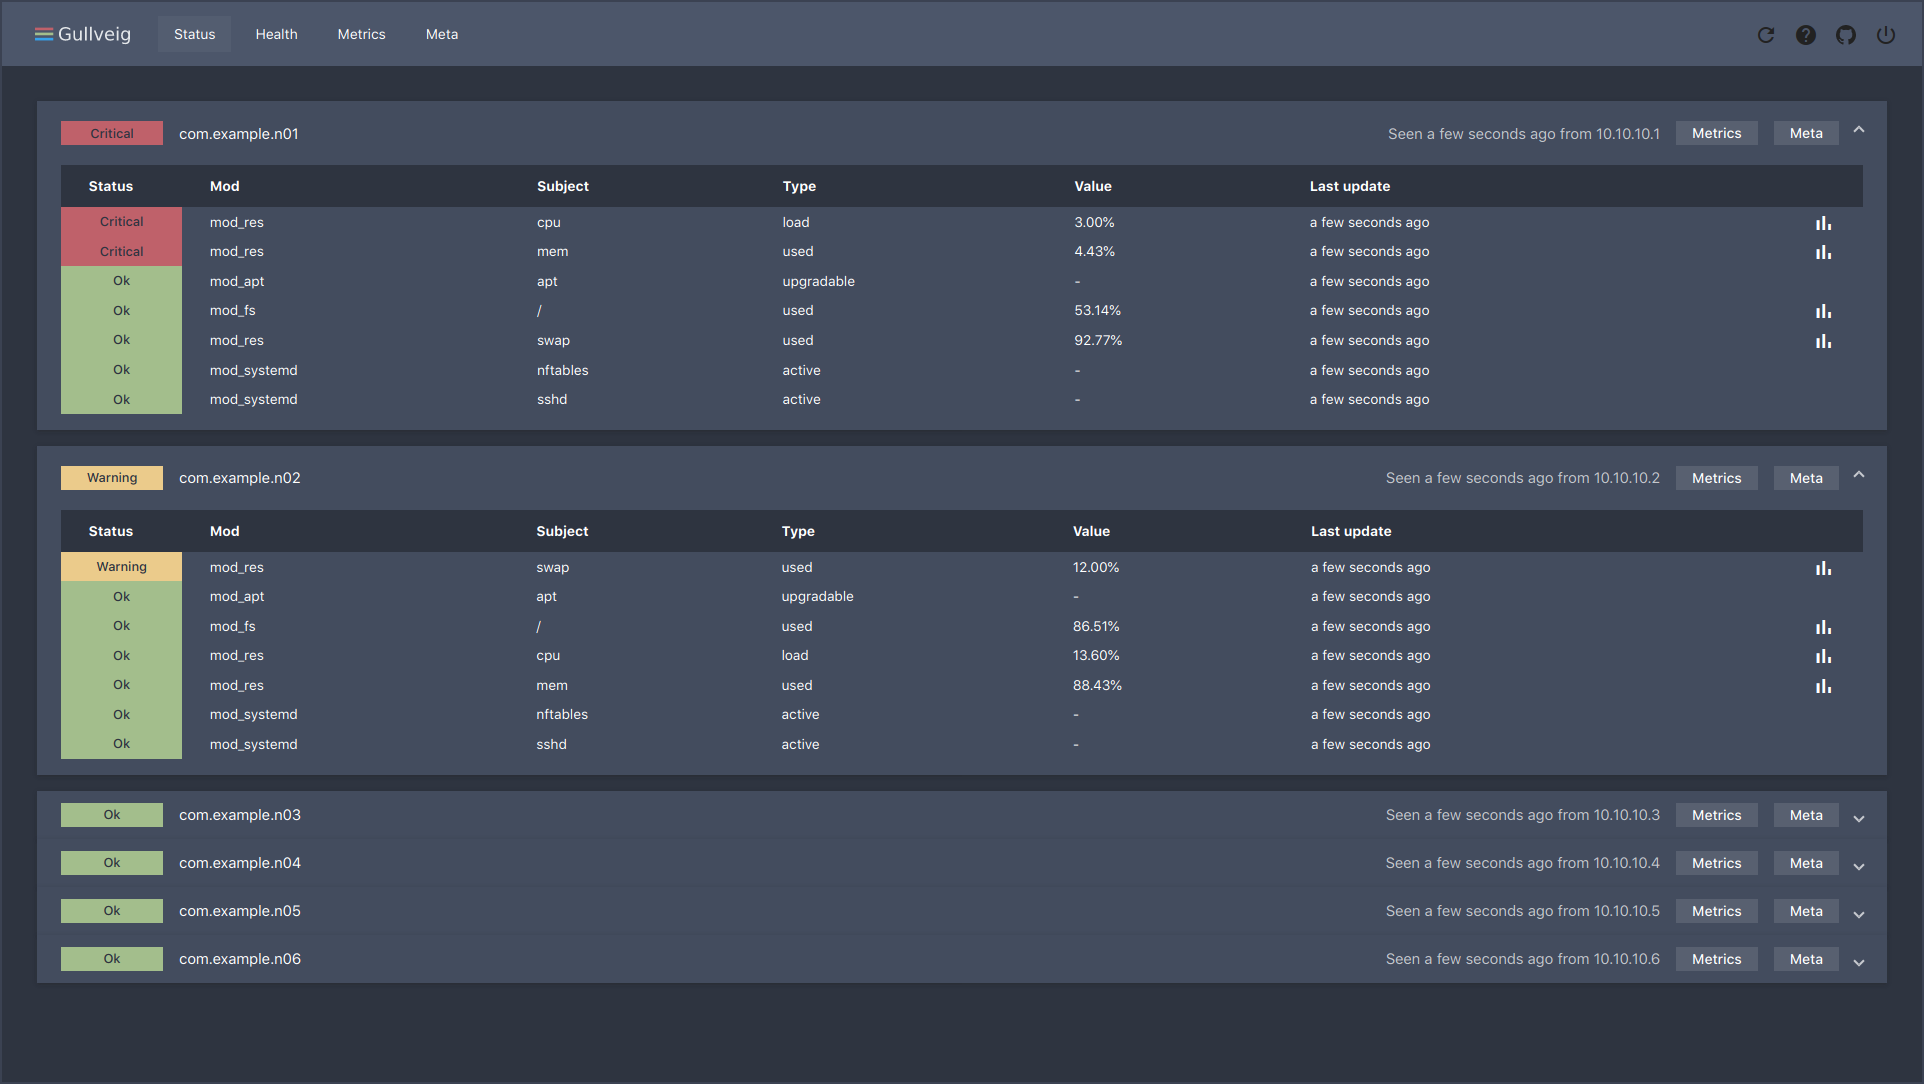 Gullveig Status Health Metrics Meta
Critical com.example.n01 Seen a few seconds ago from 10.10.10.1 Metrics Meta
Status Mod Subject Type Value Last update
Critical mod_res cpu load 3.00% a few seconds ago
Critical mod_res mem used 4.43% a few seconds ago
Ok mod_apt apt upgradable - a few seconds ago
Ok mod_fs / used 53.14% a few seconds ago
Ok mod_res swap used 92.77% a few seconds ago
Ok mod_systemd nftables active - a few seconds ago
Ok mod_systemd sshd active - a few seconds ago
Warning com.example.n02 Seen a few seconds ago from 10.10.10.2 Metrics Meta
Status Mod Subject Type Value Last update
Warning mod_res swap used 12.00% a few seconds ago
Ok mod_apt apt upgradable - a few seconds ago
Ok mod_fs / used 86.51% a few seconds ago
Ok mod_res cpu load 13.60% a few seconds ago
Ok mod_res mem used 88.43% a few seconds ago
Ok mod_systemd nftables active - a few seconds ago
Ok mod_systemd sshd active - a few seconds ago
Ok com.example.n03 Seen a few seconds ago from 10.10.10.3 Metrics Meta
Ok com.example.n04 Seen a few seconds ago from 10.10.10.4 Metrics Meta
Ok com.example.n05 Seen a few seconds ago from 10.10.10.5 Metrics Meta
Ok com.example.n06 Seen a few seconds ago from 10.10.10.6 Metrics Meta